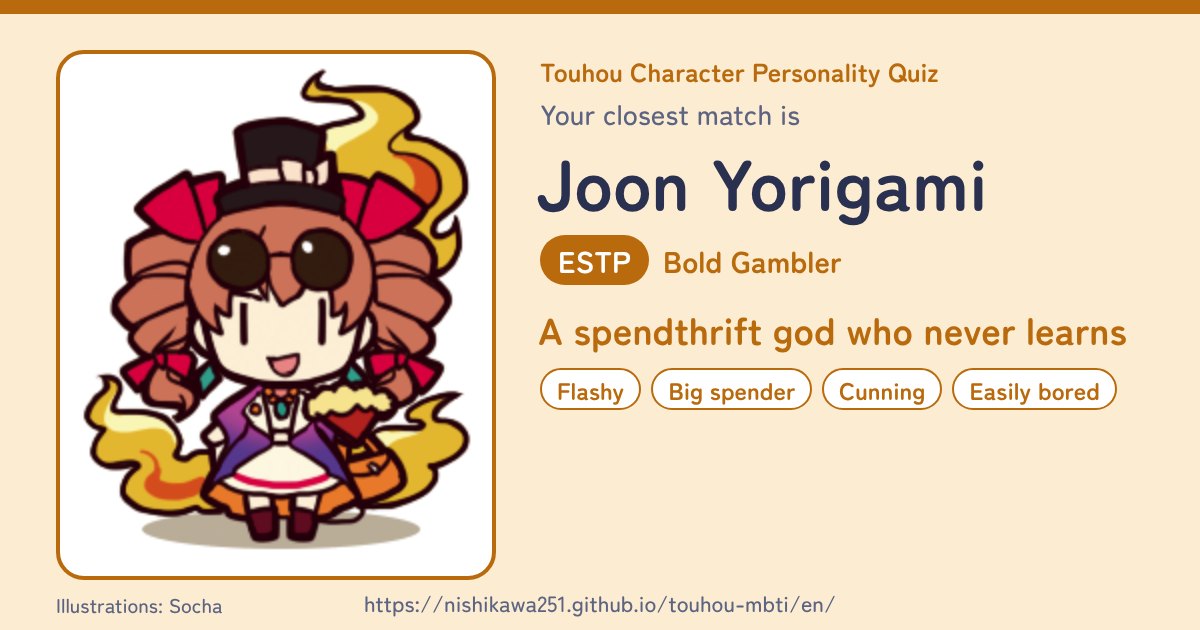 Touhou Character Personality Quiz
Your closest match is
Joon Yorigami
ESTP Bold Gambler
A spendthrift god who never learns
Flashy Big spender Cunning Easily bored
Illustrations: Socha https://nishikawa251.github.io/touhou-mbti/en/